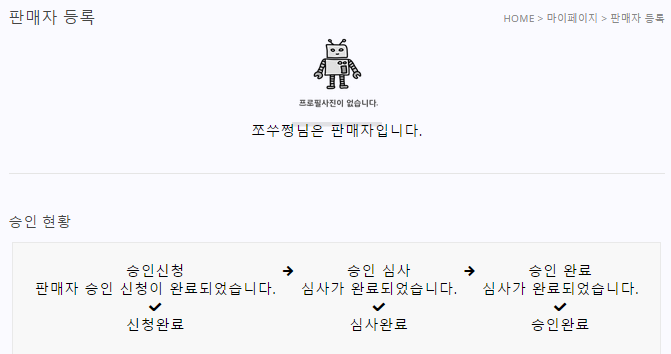 판매자 등록
HOME > 마이페이지 > 판매자 등록
프로필사진이 없습니다.
쪼쑤쩡님은 판매자입니다.
승인 현황
승인신청
판매자 승인 신청이 완료되었습니다.
신청완료
승인 심사
심사가 완료되었습니다.
심사완료
승인 완료
심사가 완료되었습니다.
승인완료